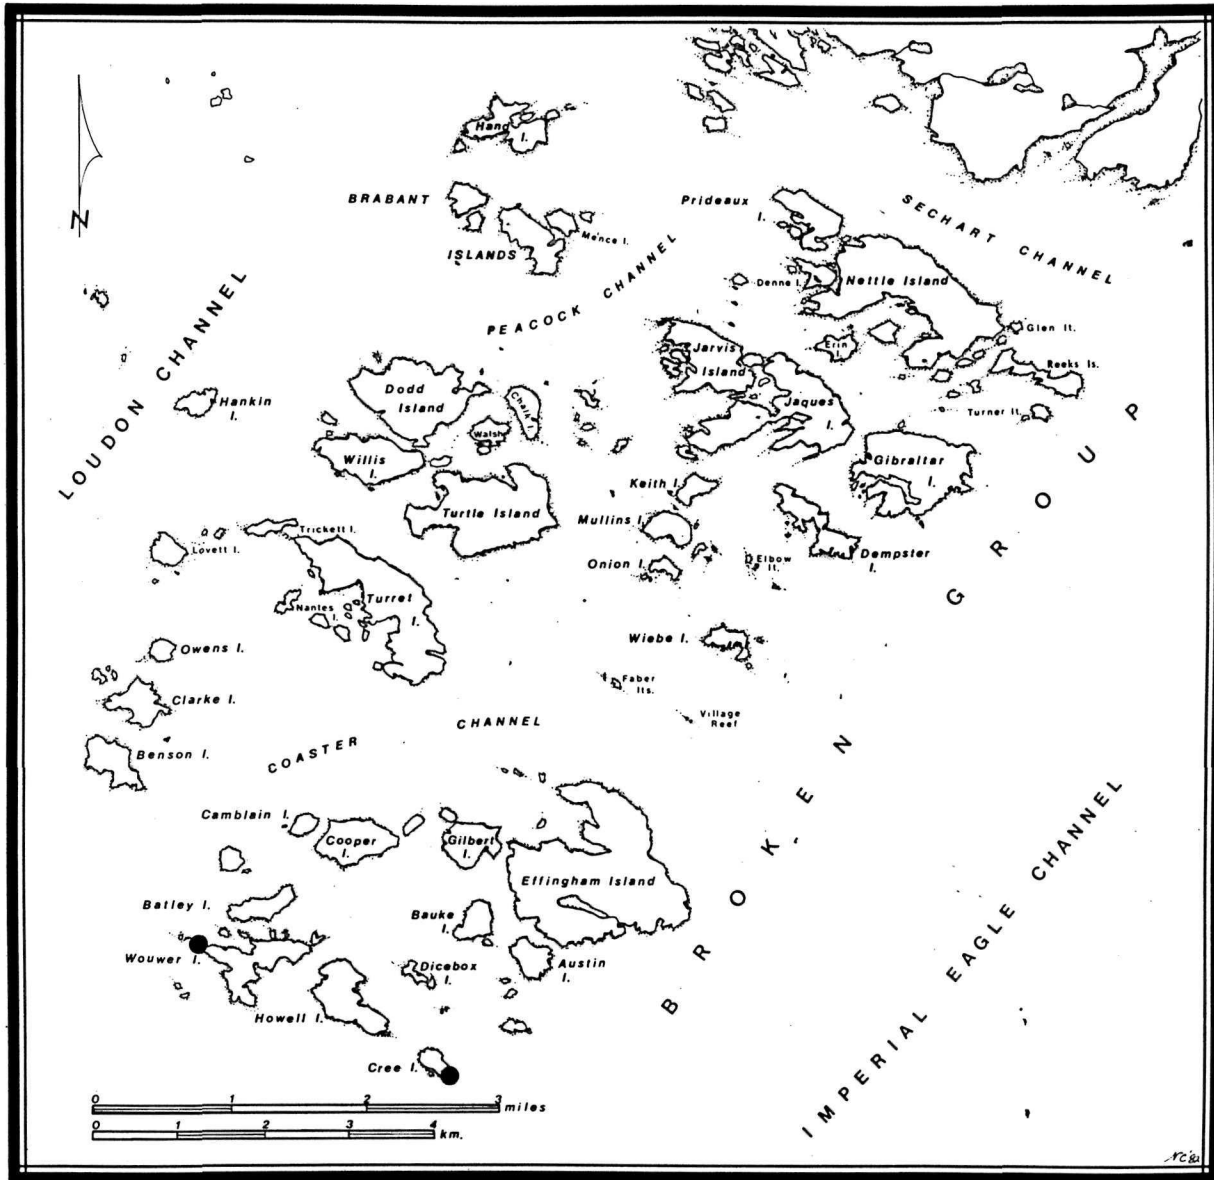 Hand
I.
BRABANT
ISLANDS
Mence I.
Prideaux
I.
SECHART CHANNEL
N
LOUDON CHANNEL
PEACOCK CHANNEL
Denne I.
Nettle Island
Glen It.
Erin
I.
Reeks Is.
Turner It.
Jarvis
Island
Jaques
I.
Hankin
I.
Dodd
Island
Chalk I.
Walsh
Willis
I.
Turtle Island
Keith I.
Gibraltar
I.
Mullins I.
Trickett I.
Lovett I.
Onion I.
Elbow
It.
Dempster
I.
Nantes
I.
Turret
I.
Owens I.
Wiebe I.
Clarke I.
Faber
Its.
Village
Reef
Benson I.
COASTER CHANNEL
BROKEN GROUP
IMPERIAL EAGLE CHANNEL
Camblain I.
Cooper
I.
Gilbert
I.
Effingham Island
Batley I.
Bauke
I.
Wouwer I.
Dicebox
I.
Austin
I.
Howell I.
Cree I.
0 1 2 3 miles
0 1 2 3 4 km.